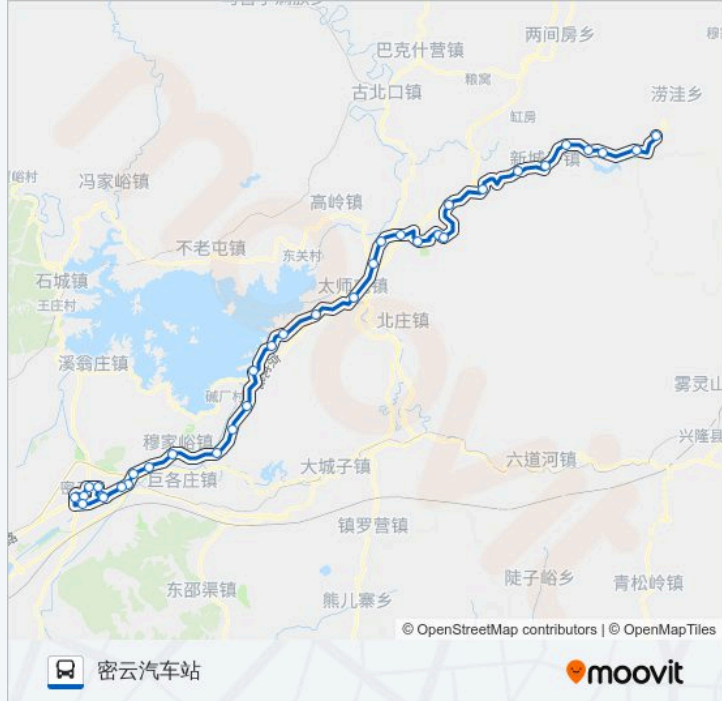 两间房乡
巴克什营镇
粮窝
古北口镇
涝洼乡
缸房
新城
镇
冯家峪镇
高岭镇
不老屯镇
东关村
石城镇
王庄村
太师
镇
北庄镇
溪翁庄镇
碱厂村
雾灵山
穆家峪镇
兴隆县
大城子镇
六道河镇
巨各庄镇
密
镇罗营镇
东邵渠镇
熊儿寨乡
陡子峪乡
青松岭镇
moovit
© OpenStreetMap contributors | © OpenMapTiles
密云汽车站
moovit